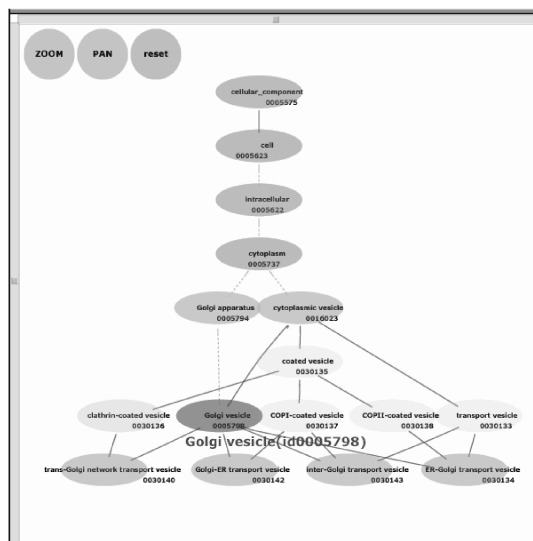 ZOOM PAN reset
cellular_component
0005575
cell
0005623
intracellular
0005622
cytoplasm
0005737
Golgi apparatus cytoplasmic vesicle
0005794 0016023
coated vesicle
0030135
clathrin-coated vesicle Golgi vesicle COPI-coated vesicle COPII-coated vesicle transport vesicle
0030136 0005798 0030137 0030138 0030133
Golgi vesicle(id0005798)
trans-Golgi network transport vesicle Golgi-ER transport vesicle inter-Golgi transport vesicle ER-Golgi transport vesicle
0030140 0030142 0030143 0030134